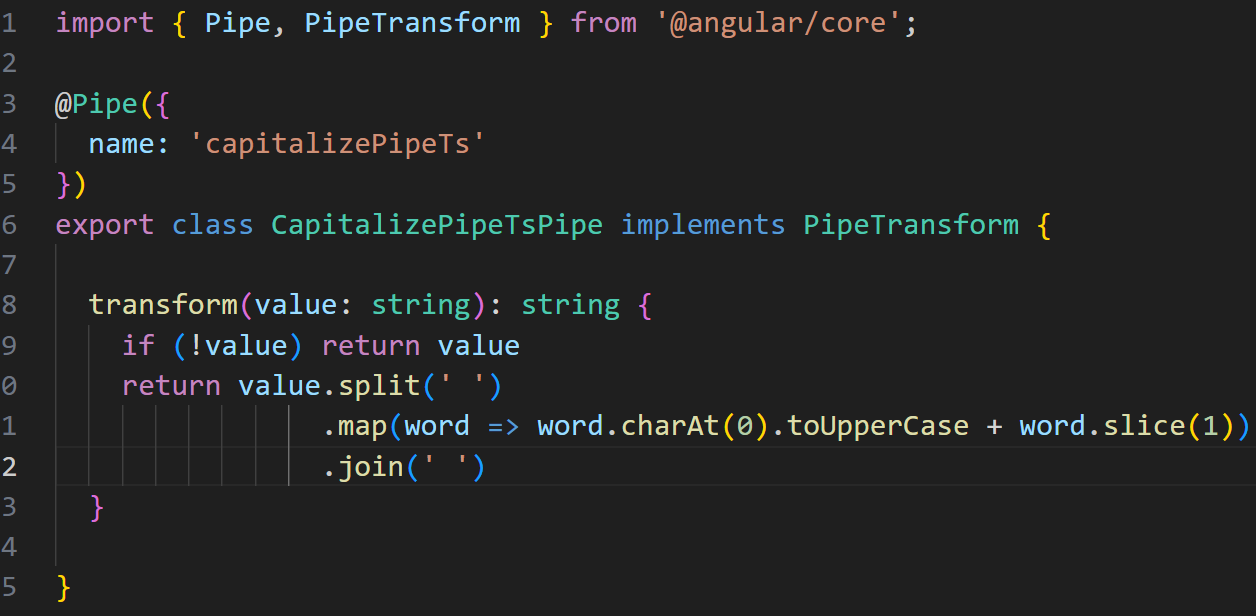 1 import { Pipe, PipeTransform } from '@angular/core';
2
3 @Pipe({
4   name: 'capitalizePipeTs'
5 })
6 export class CapitalizePipeTsPipe implements PipeTransform {
7
8   transform(value: string): string {
9     if (!value) return value
0     return value.split(' ')
1                 .map(word => word.charAt(0).toUpperCase + word.slice(1))
2                 .join(' ')
3   }
4
5 }